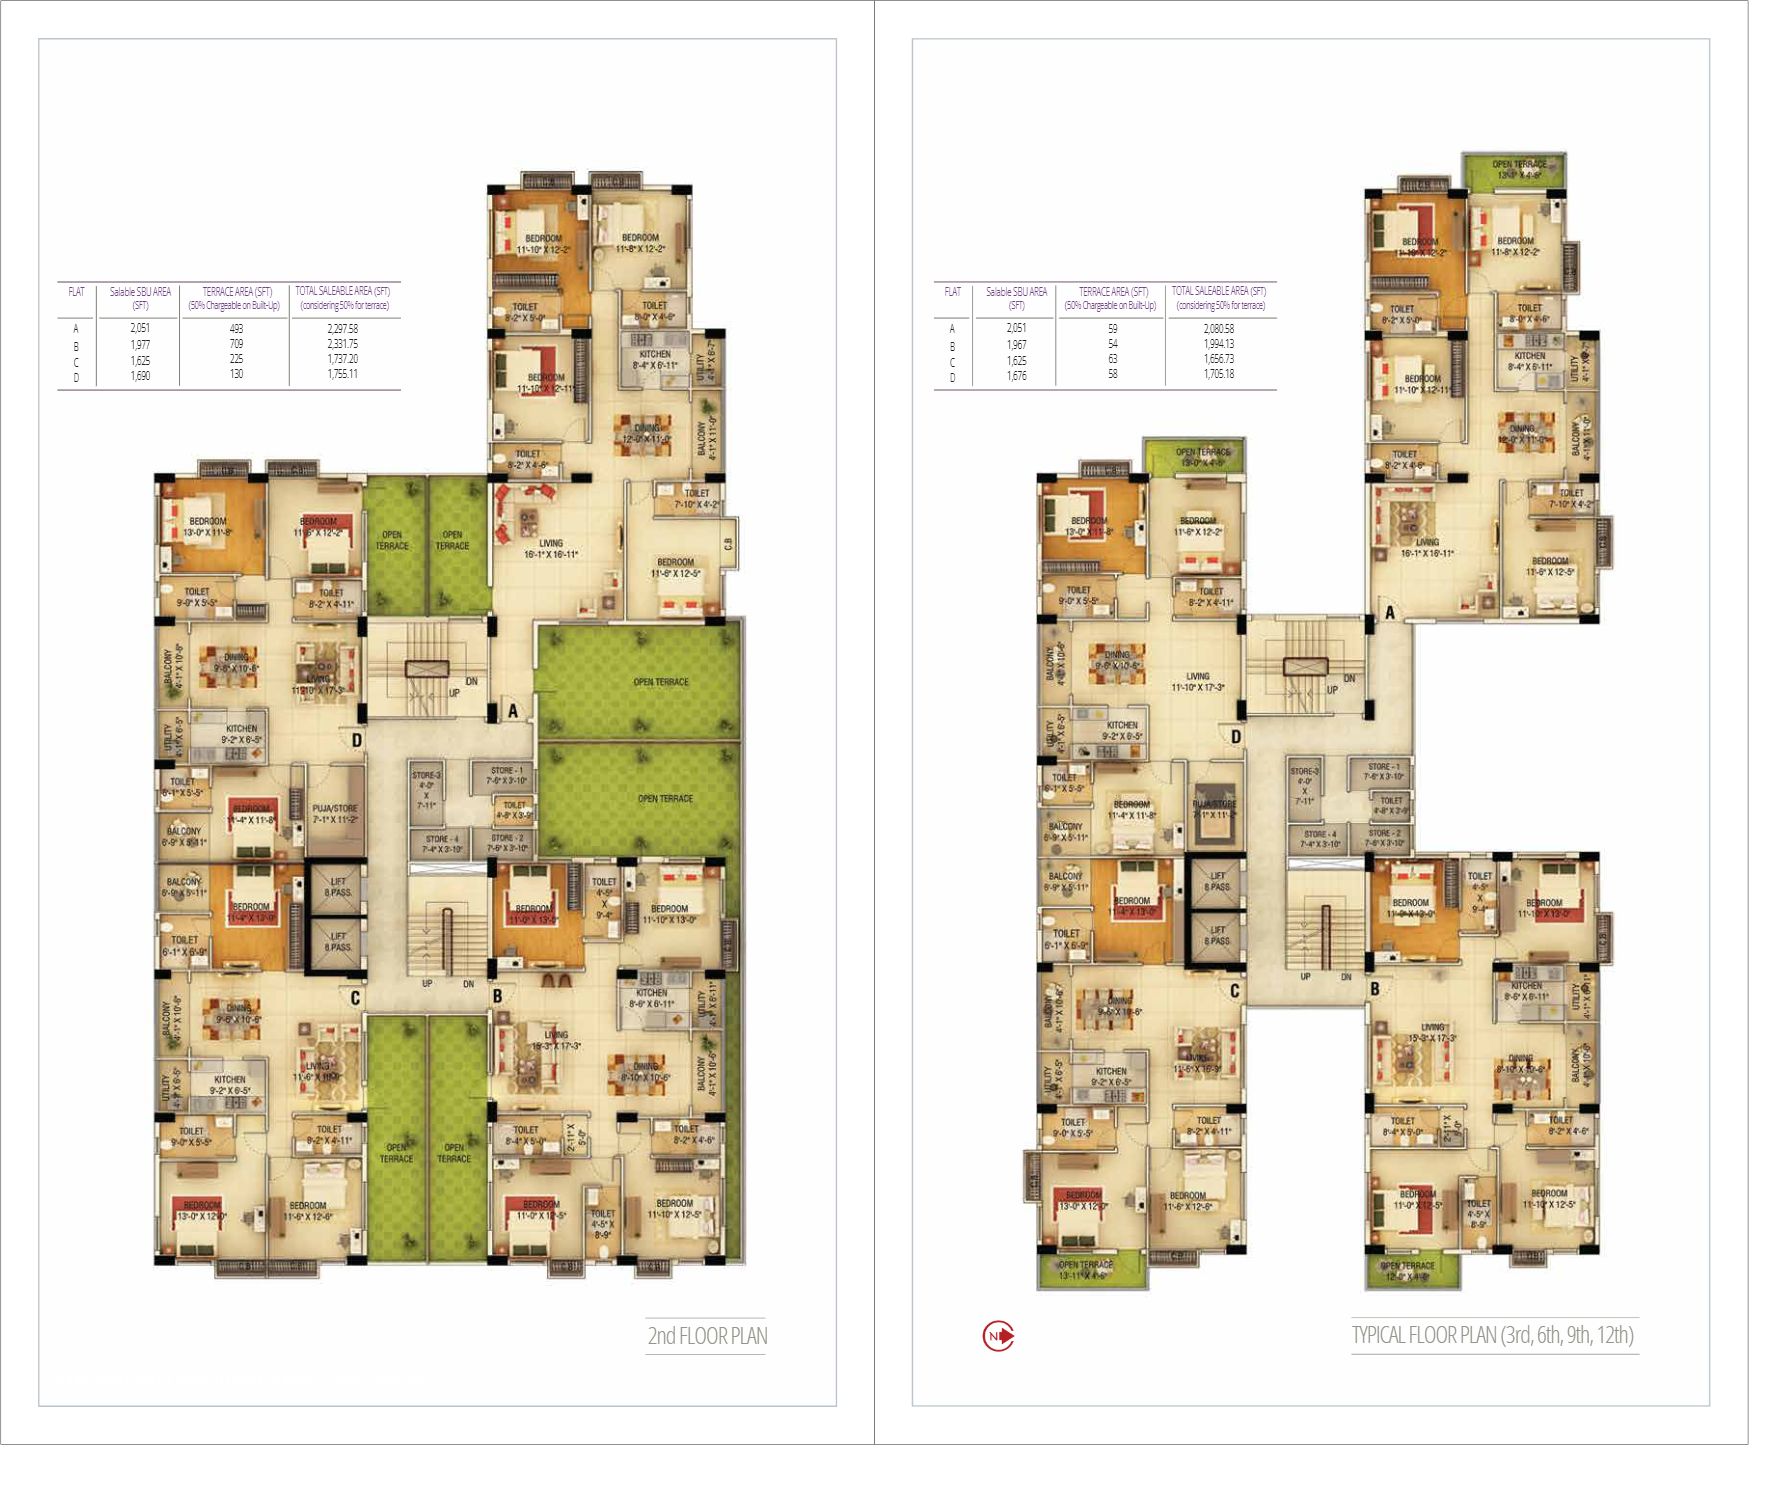 FLAT Salable SBU AREA (SFT) TERRACE AREA (SFT) (50% Chargeable on Built-Up) TOTAL SALEABLE AREA (SFT) (considering 50% for terrace)
A 2,051 493 2,297.58
B 1,977 709 2,331.75
C 1,625 225 1,737.20
D 1,690 130 1,755.11
C.B C.B
BEDROOM
11'-10" X 12'-2"
BEDROOM
11'-8" X 12'-2"
TOILET
8'-2" X 5'-0"
TOILET
8'-0" X 4'-6"
BEDROOM
11'-10" X 12'-11"
KITCHEN
8'-4" X 6'-11"
UTILITY
4'-1" X 6'-7"
DINING
12'-0" X 11'-0"
BALCONY
4'-1" X 11'-0"
TOILET
8'-2" X 4'-6"
BEDROOM
13'-0" X 11'-8"
BEDROOM
11'-6" X 12'-2"
OPEN
TERRACE
OPEN
TERRACE
LIVING
16'-1" X 16'-11"
TOILET
7'-10" X 4'-2"
C.B
BEDROOM
11'-6" X 12'-5"
TOILET
9'-0" X 5'-5"
TOILET
8'-2" X 4'-11"
BALCONY
4'-1" X 10'-6"
DINING
9'-6" X 10'-6"
LIVING
11'-10" X 17'-3"
DN
UP
OPEN TERRACE
A
UTILITY
4'-1" X 6'-5"
KITCHEN
9'-2" X 6'-5"
D
TOILET
6'-1" X 5'-5"
STORE-3
4'-0"
X
7'-11"
STORE - 1
7'-6" X 3'-10"
OPEN TERRACE
BEDROOM
11'-4" X 11'-8"
PUJA/STORE
7'-1" X 11'-2"
TOILET
4'-8" X 3'-9"
BALCONY
6'-9" X 5'-11"
STORE - 4
7'-4" X 3'-10"
STORE - 2
7'-6" X 3'-10"
BALCONY
6'-9" X 5'-11"
LIFT
8 PASS.
BEDROOM
11'-4" X 13'-0"
TOILET
4'-5"
X
9'-4"
BEDROOM
11'-0" X 13'-0"
BEDROOM
11'-10" X 13'-0"
TOILET
6'-1" X 6'-9"
LIFT
8 PASS.
UP DN
C
B
KITCHEN
8'-6" X 6'-11"
UTILITY
4'-1" X 6'-11"
BALCONY
4'-1" X 10'-6"
DINING
9'-6" X 10'-6"
LIVING
15'-3" X 17'-3"
LIVING
11'-6" X 16'-9"
DINING
8'-10" X 10'-6"
BALCONY
4'-1" X 10'-6"
UTILITY
4'-1" X 6'-5"
KITCHEN
9'-2" X 6'-5"
TOILET
9'-0" X 5'-5"
TOILET
8'-2" X 4'-11"
OPEN
TERRACE
OPEN
TERRACE
TOILET
8'-4" X 5'-0"
2'-11" X
5'-0"
TOILET
8'-2" X 4'-6"
BEDROOM
13'-0" X 12'-0"
BEDROOM
11'-6" X 12'-6"
BEDROOM
11'-0" X 12'-5"
TOILET
4'-5" X
8'-9"
BEDROOM
11'-10" X 12'-5"
C.B C.B C.B C.B
2nd FLOOR PLAN
FLAT Salable SBU AREA (SFT) TERRACE AREA (SFT) (50% Chargeable on Built-Up) TOTAL SALEABLE AREA (SFT) (considering 50% for terrace)
A 2,051 59 2,080.58
B 1,967 54 1,994.13
C 1,625 63 1,656.73
D 1,676 58 1,705.18
OPEN TERRACE
13'-1" X 4'-6"
C.B
BEDROOM
11'-10" X 12'-2"
BEDROOM
11'-8" X 12'-2"
TOILET
8'-2" X 5'-0"
TOILET
8'-0" X 4'-6"
BEDROOM
11'-10" X 12'-11"
KITCHEN
8'-4" X 6'-11"
UTILITY
4'-1" X 6'-7"
DINING
12'-0" X 11'-0"
BALCONY
4'-1" X 11'-0"
OPEN TERRACE
13'-0" X 4'-6"
TOILET
8'-2" X 4'-6"
BEDROOM
13'-0" X 11'-8"
BEDROOM
11'-6" X 12'-2"
LIVING
16'-1" X 16'-11"
TOILET
7'-10" X 4'-2"
BEDROOM
11'-6" X 12'-5"
TOILET
9'-0" X 5'-5"
TOILET
8'-2" X 4'-11"
A
BALCONY
4'-1" X 10'-6"
DINING
9'-6" X 10'-6"
LIVING
11'-10" X 17'-3"
DN
UP
UTILITY
4'-1" X 6'-5"
KITCHEN
9'-2" X 6'-5"
D
TOILET
6'-1" X 5'-5"
STORE-3
4'-0"
X
7'-11"
STORE - 1
7'-6" X 3'-10"
BEDROOM
11'-4" X 11'-8"
PUJA/STORE
7'-1" X 11'-2"
TOILET
4'-8" X 3'-9"
BALCONY
6'-9" X 5'-11"
STORE - 4
7'-4" X 3'-10"
STORE - 2
7'-6" X 3'-10"
BALCONY
6'-9" X 5'-11"
LIFT
8 PASS.
BEDROOM
11'-4" X 13'-0"
BEDROOM
11'-0" X 13'-0"
TOILET
4'-5"
X
9'-4"
BEDROOM
11'-10" X 13'-0"
TOILET
6'-1" X 6'-9"
LIFT
8 PASS.
UP DN
C
B
KITCHEN
8'-6" X 6'-11"
UTILITY
4'-1" X 6'-11"
BALCONY
4'-1" X 10'-6"
DINING
9'-6" X 10'-6"
LIVING
15'-3" X 17'-3"
LIVING
11'-6" X 16'-9"
DINING
8'-10" X 10'-6"
BALCONY
4'-1" X 10'-6"
UTILITY
4'-1" X 6'-5"
KITCHEN
9'-2" X 6'-5"
TOILET
9'-0" X 5'-5"
TOILET
8'-2" X 4'-11"
TOILET
8'-4" X 5'-0"
2'-11" X
5'-0"
TOILET
8'-2" X 4'-6"
BEDROOM
13'-0" X 12'-0"
BEDROOM
11'-6" X 12'-6"
BEDROOM
11'-0" X 12'-5"
TOILET
4'-5" X
8'-9"
BEDROOM
11'-10" X 12'-5"
C.B C.B
OPEN TERRACE
13'-11" X 4'-6"
OPEN TERRACE
12'-0" X 4'-6"
N
TYPICAL FLOOR PLAN (3rd, 6th, 9th, 12th)